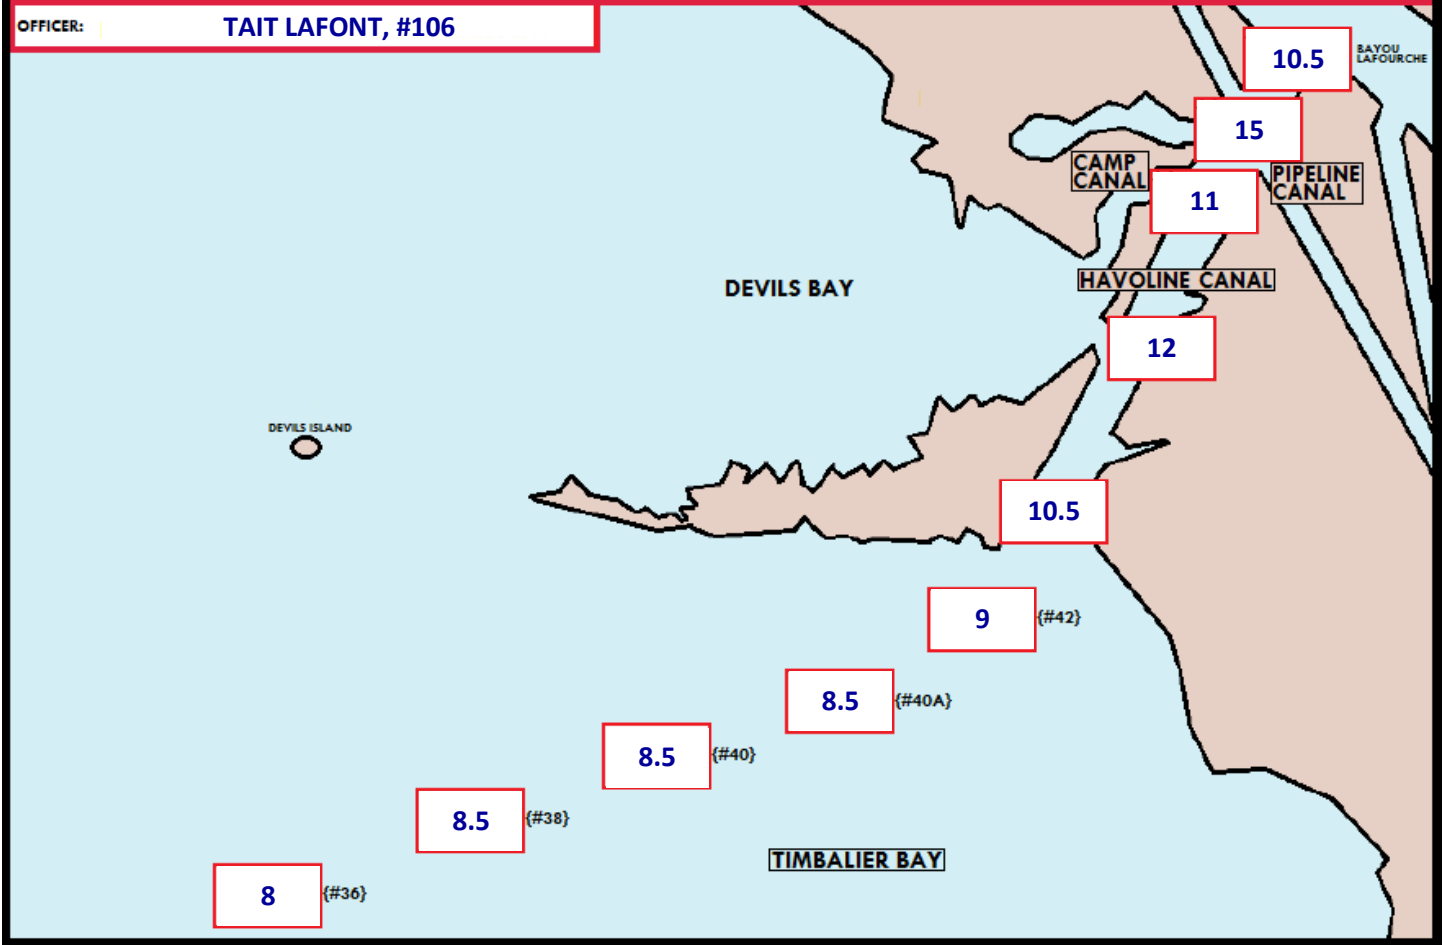 OFFICER: TAIT LAFONT, #106
10.5
BAYOU
LAFOURCHE
15
CAMP
CANAL
PIPELINE
CANAL
11
HAVOLINE CANAL
DEVILS BAY
12
DEVILS ISLAND
10.5
9 {#42}
8.5 {#40A}
8.5 {#40}
8.5 {#38}
TIMBALIER BAY
8 {#36}